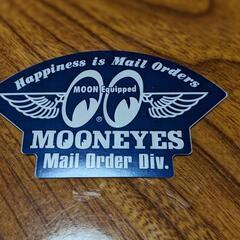 Happiness is Mail Orders
MOON Equipped
®
MOONEYES
Mail Order Div.